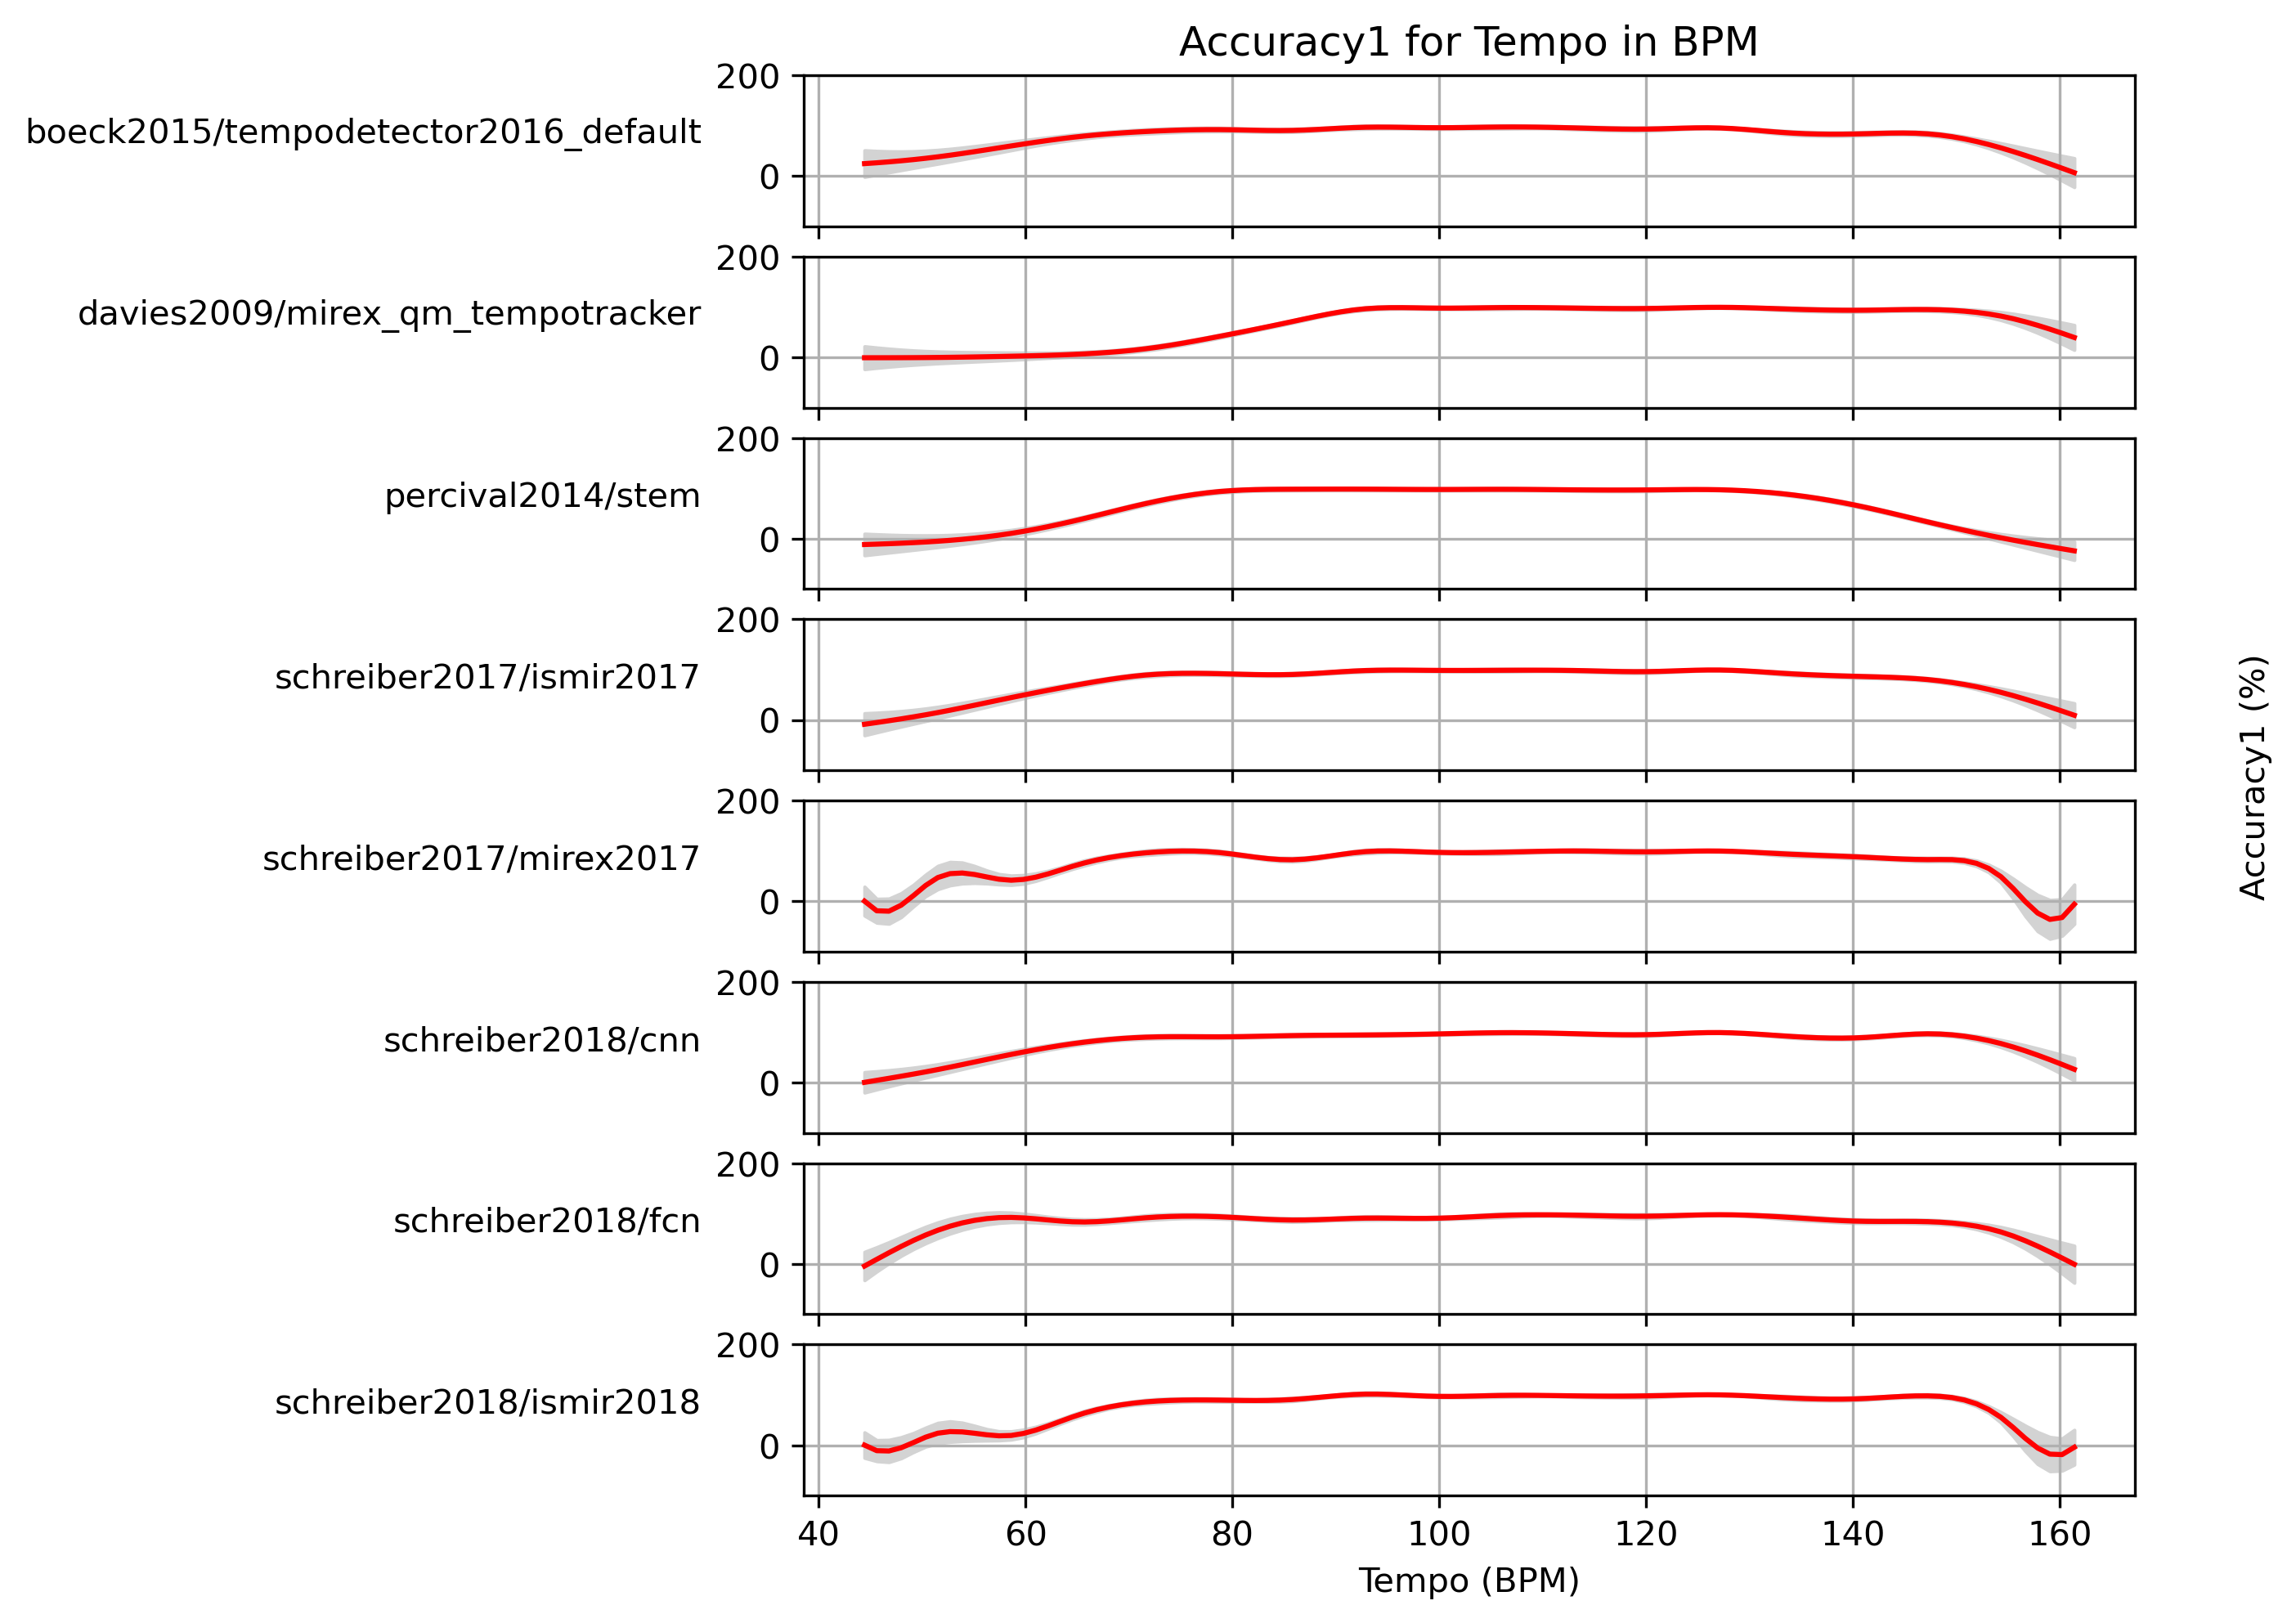 Accuracy1 for Tempo in BPM
200
boeck2015/tempodetector2016_default
0
200
davies2009/mirex_qm_tempotracker
0
200
percival2014/stem
0
200
schreiber2017/ismir2017
0
200
schreiber2017/mirex2017
0
200
schreiber2018/cnn
0
200
schreiber2018/fcn
0
200
schreiber2018/ismir2018
0
40 60 80 100 120 140 160
Tempo (BPM)
Accuracy1 (%)